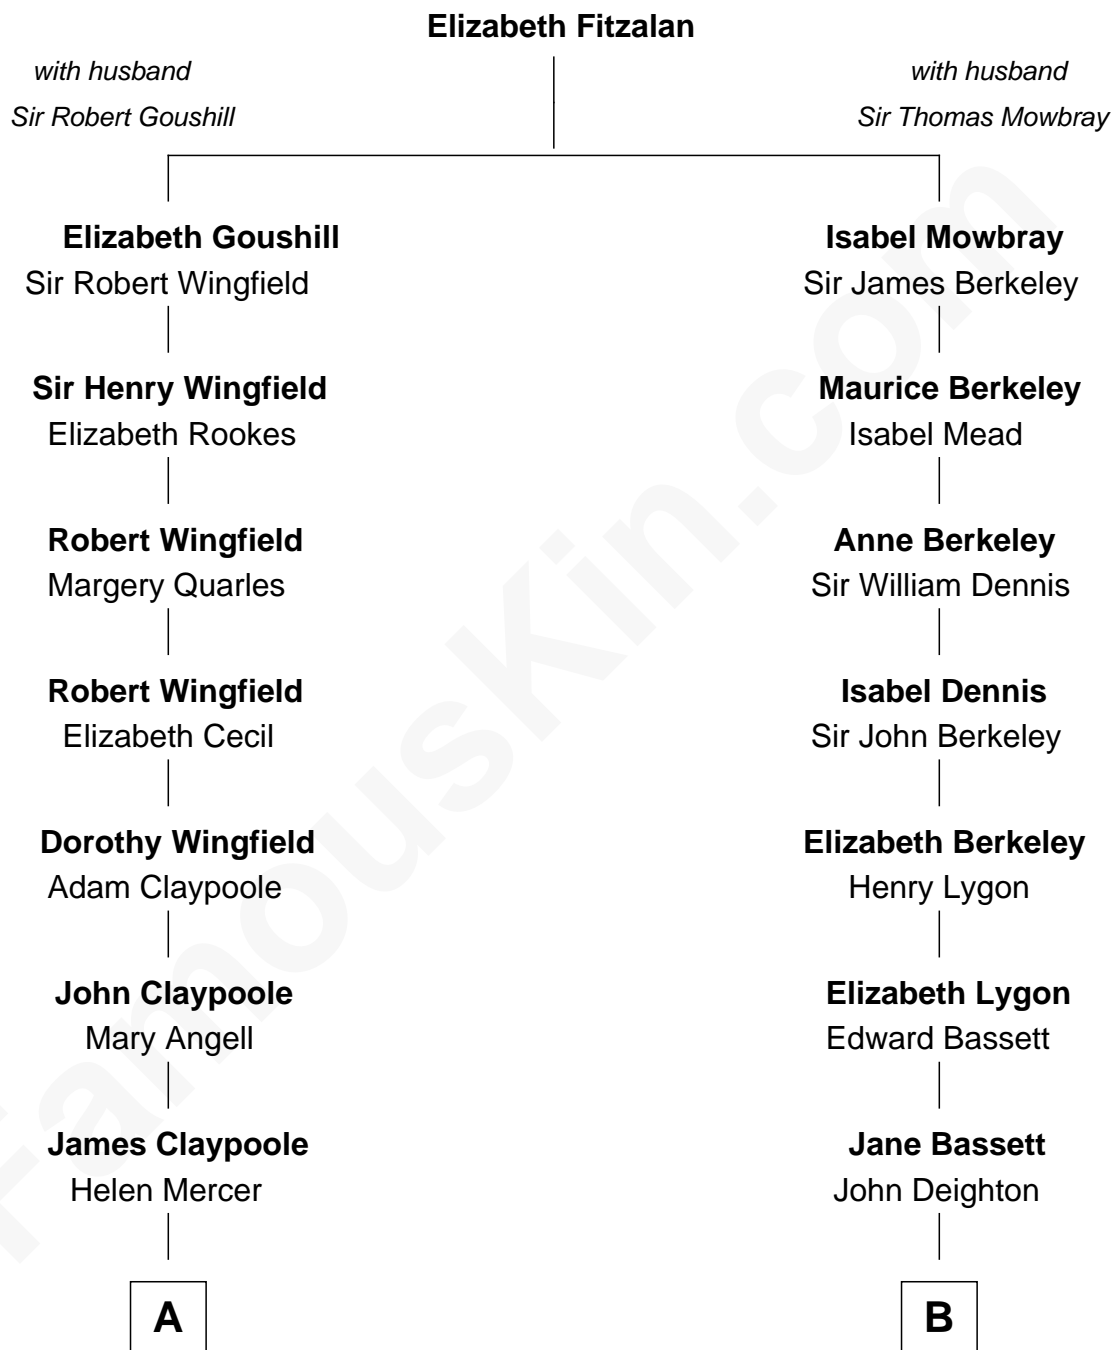 Elizabeth Fitzalan
with husband
Sir Robert Goushill
with husband
Sir Thomas Mowbray
Elizabeth Goushill
Sir Robert Wingfield
Isabel Mowbray
Sir James Berkeley
Sir Henry Wingfield
Elizabeth Rookes
Maurice Berkeley
Isabel Mead
Robert Wingfield
Margery Quarles
Anne Berkeley
Sir William Dennis
Robert Wingfield
Elizabeth Cecil
Isabel Dennis
Sir John Berkeley
Dorothy Wingfield
Adam Claypoole
Elizabeth Berkeley
Henry Lygon
John Claypoole
Mary Angell
Elizabeth Lygon
Edward Bassett
James Claypoole
Helen Mercer
Jane Bassett
John Deighton
A
B
FamousKin.com